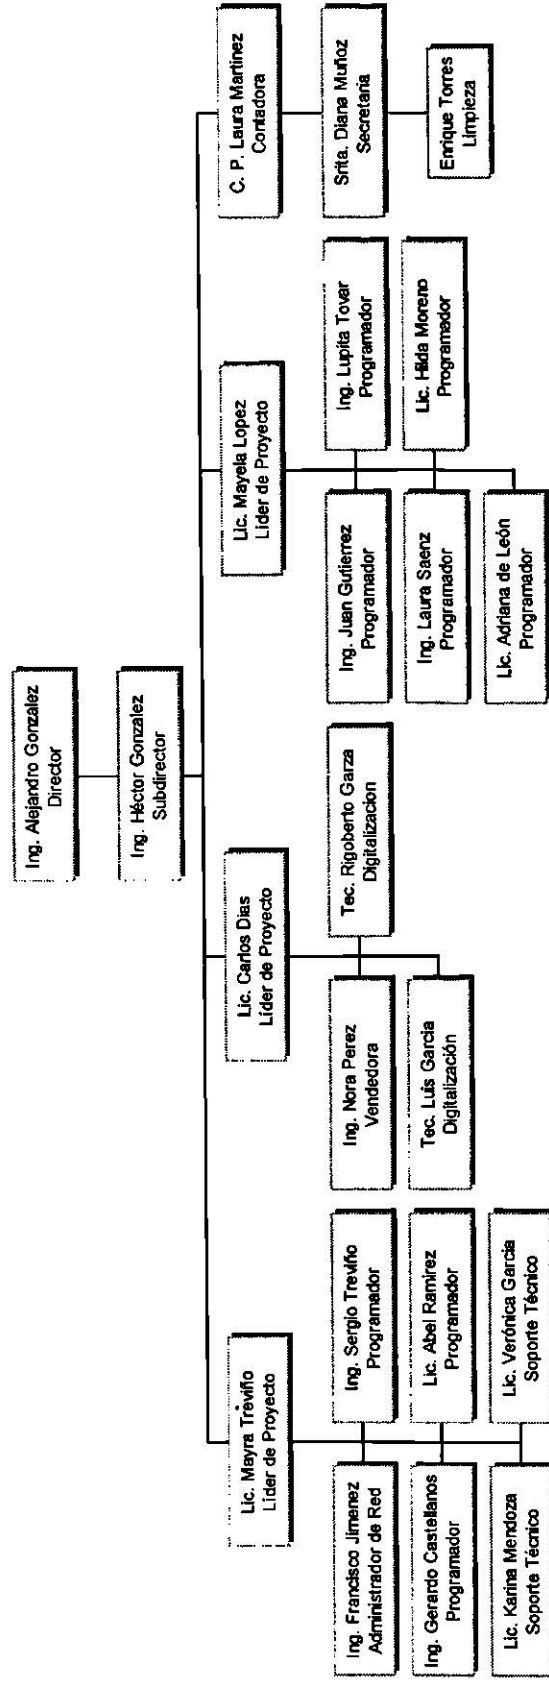 Ing. Alejandro Gonzalez
Director
Ing. Héctor Gonzalez
Subdirector
Lic. Mayra Treviño
Líder de Proyecto
Lic. Carlos Dias
Líder de Proyecto
Lic. Mayela Lopez
Líder de Proyecto
C. P. Laura Martinez
Contadora
Ing. Francisco Jimenez
Administrador de Red
Ing. Sergio Treviño
Programador
Ing. Gerardo Castellanos
Programador
Lic. Abel Ramirez
Programador
Lic. Karina Mendoza
Soporte Técnico
Lic. Verónica Garcia
Soporte Técnico
Ing. Nora Perez
Vendedora
Tec. Rigoberto Garza
Digitalizacion
Tec. Luis Garcia
Digitalización
Ing. Juan Gutierrez
Programador
Ing. Lupita Tovar
Programador
Ing. Laura Saenz
Programador
Lic. Hilda Moreno
Programador
Lic. Adriana de León
Programador
Srita. Diana Muñoz
Secretaria
Enrique Torres
Limpieza